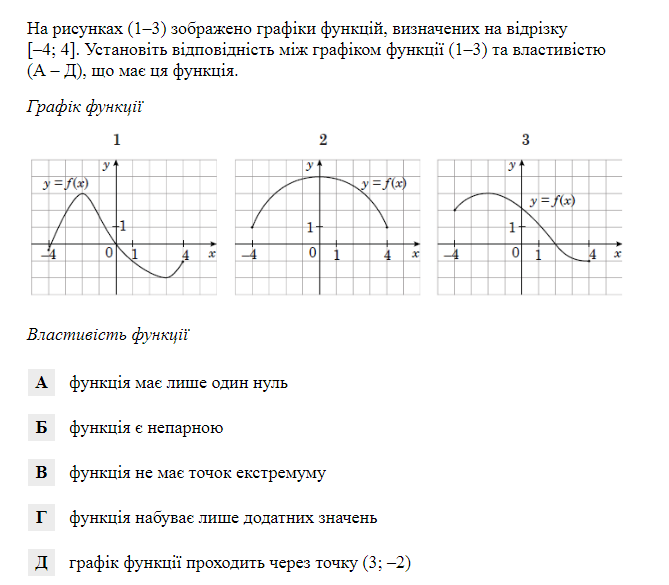 На рисунках (1–3) зображено графіки функцій, визначених на відрізку
[–4; 4]. Установіть відповідність між графіком функції (1–3) та властивістю
(А – Д), що має ця функція.
Графік функції
1 2 3
y y y
y = f(x) y = f(x) y = f(x)
1 1 1
–4 0 1 4 x –4 0 1 4 x –4 0 1 4 x
Властивість функції
А функція має лише один нуль
Б функція є непарною
В функція не має точок екстремуму
Г функція набуває лише додатних значень
Д графік функції проходить через точку (3; –2)